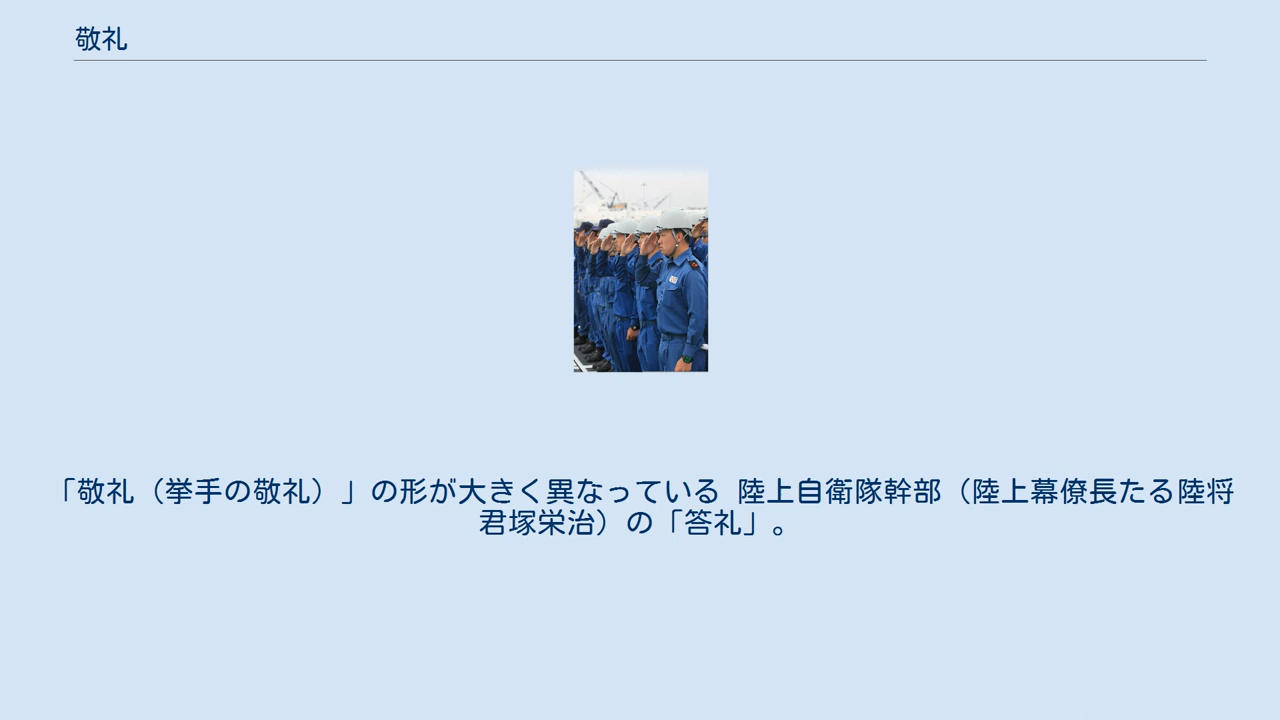 敬礼
「敬礼（挙手の敬礼）」の形が大きく異なっている 陸上自衛隊幹部（陸上幕僚長たる陸将
君塚栄治）の「答礼」。